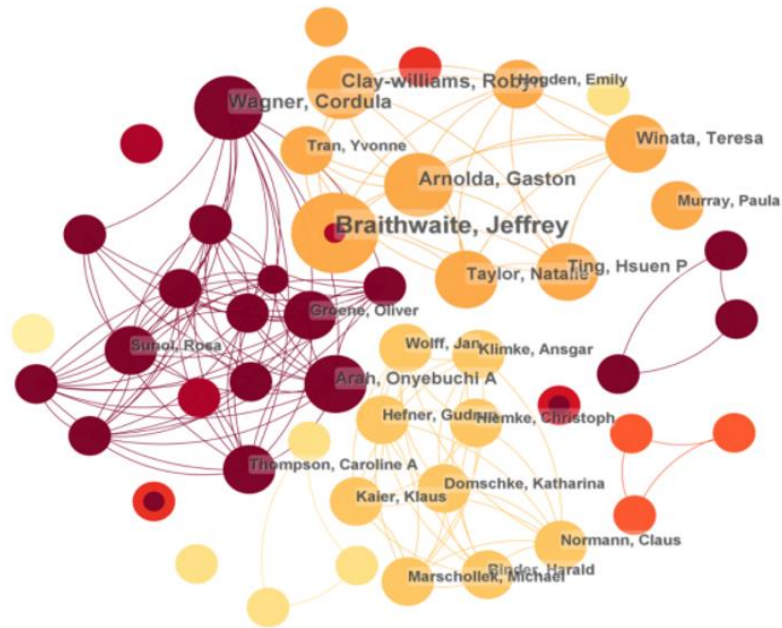 Clay-williams, Robyn
Hogden, Emily
Wagner, Cordula
Winata, Teresa
Tran, Yvonne
Arnolda, Gaston
Murray, Paula
Braithwaite, Jeffrey
Taylor, Natalie
Ting, Hsuen P
Groene, Oliver
Sunol, Rosa
Wolff, Jan
Klimke, Ansgar
Arah, Onyebuchi A
Hefner, Gudrun
Hiemke, Christoph
Thompson, Caroline A
Domschke, Katharina
Kaier, Klaus
Normann, Claus
Binder, Harald
Marschollek, Michael